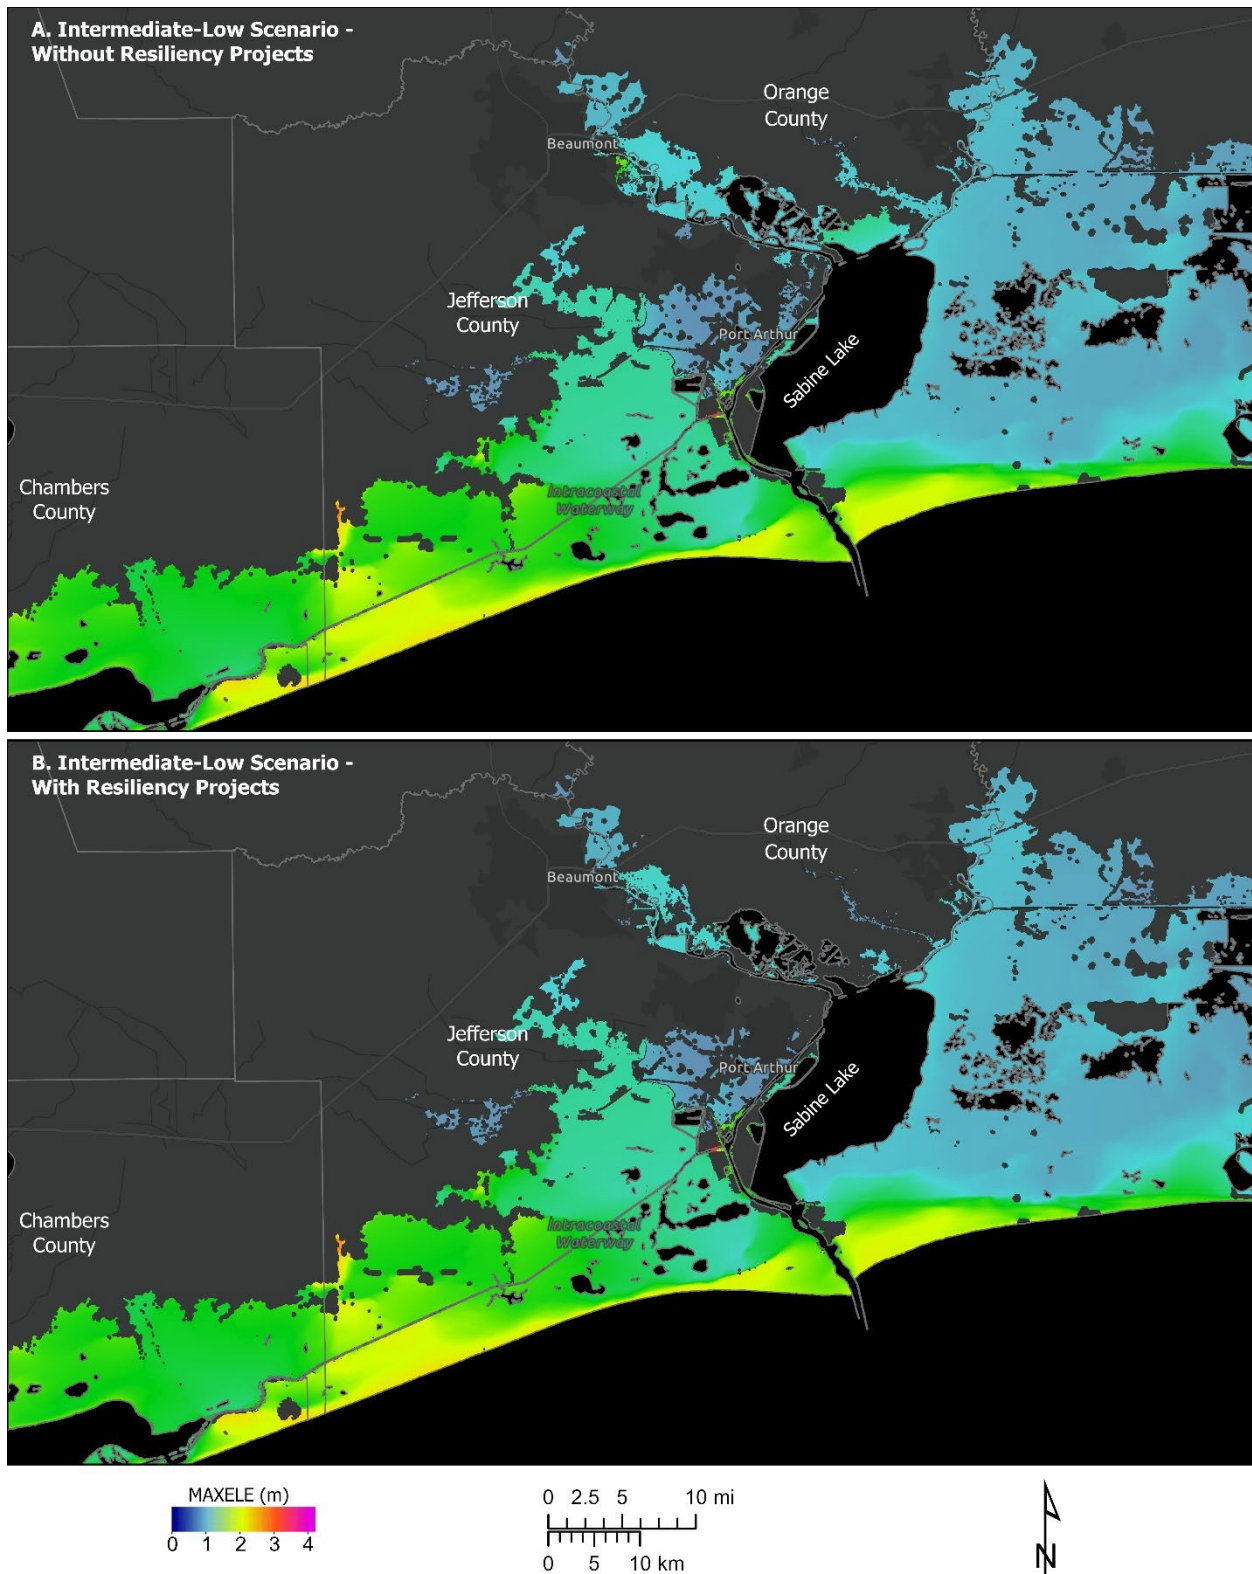 A. Intermediate-Low Scenario -
Without Resiliency Projects
Orange
County
Beaumont
Jefferson
County
Port Arthur
Sabine Lake
Chambers
County
Intracoastal
Waterway
B. Intermediate-Low Scenario -
With Resiliency Projects
Orange
County
Beaumont
Jefferson
County
Port Arthur
Sabine Lake
Chambers
County
Intracoastal
Waterway
MAXELE (m)
0 1 2 3 4
0 2.5 5 10 mi
0 5 10 km
N